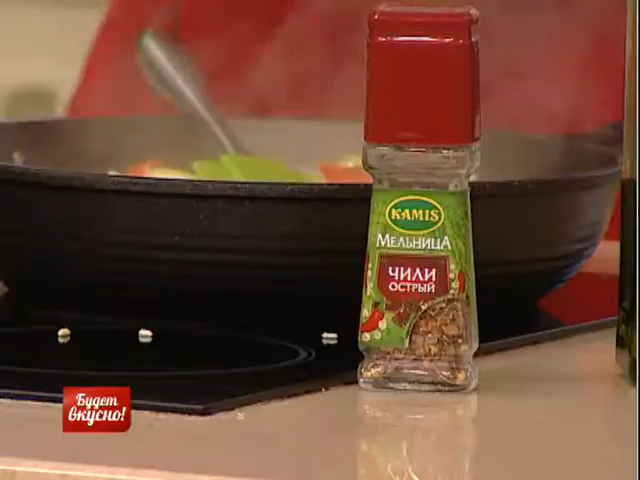 KAMIS
МЕЛЬНИЦА
ЧИЛИ
ОСТРЫЙ
Будет
вкусно!